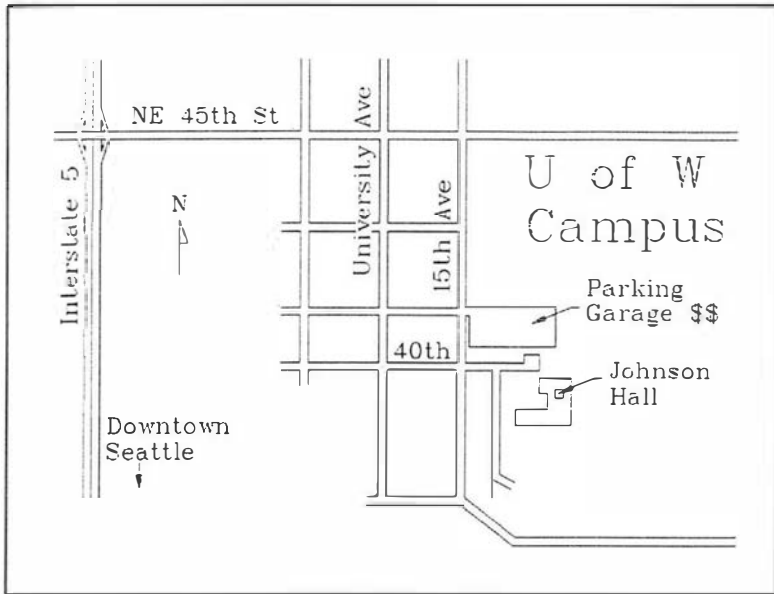 NE 45th St
University Ave
15th Ave
Interstate 5
N
U of W
Campus
Parking
Garage $$
40th
Johnson
Hall
Downtown
Seattle